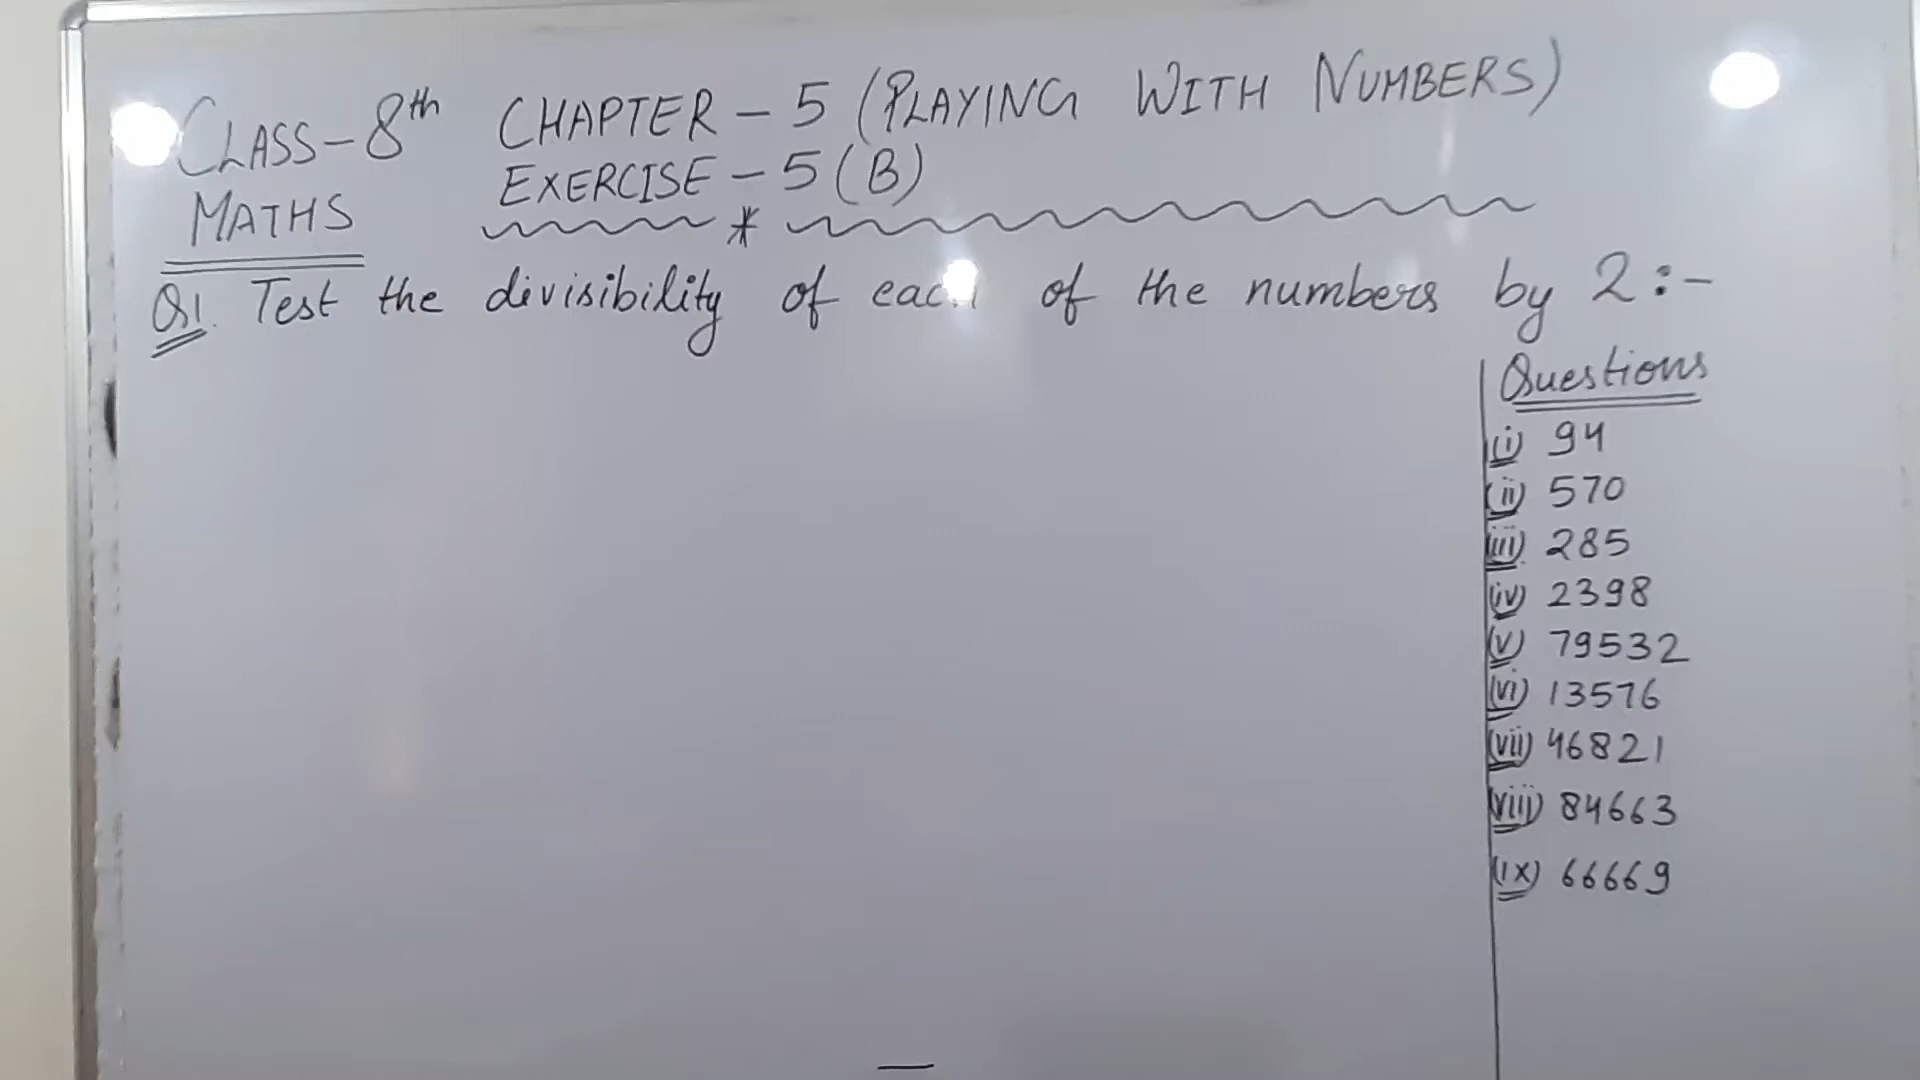 CLASS-8th CHAPTER-5 (PLAYING WITH NUMBERS)
MATHS EXERCISE-5(B)
Q1. Test the divisibility of each of the numbers by 2:-
Questions
(i) 94
(ii) 570
(iii) 285
(iv) 2398
(v) 79532
(vi) 13576
(vii) 46821
(viii) 84663
(ix) 66669